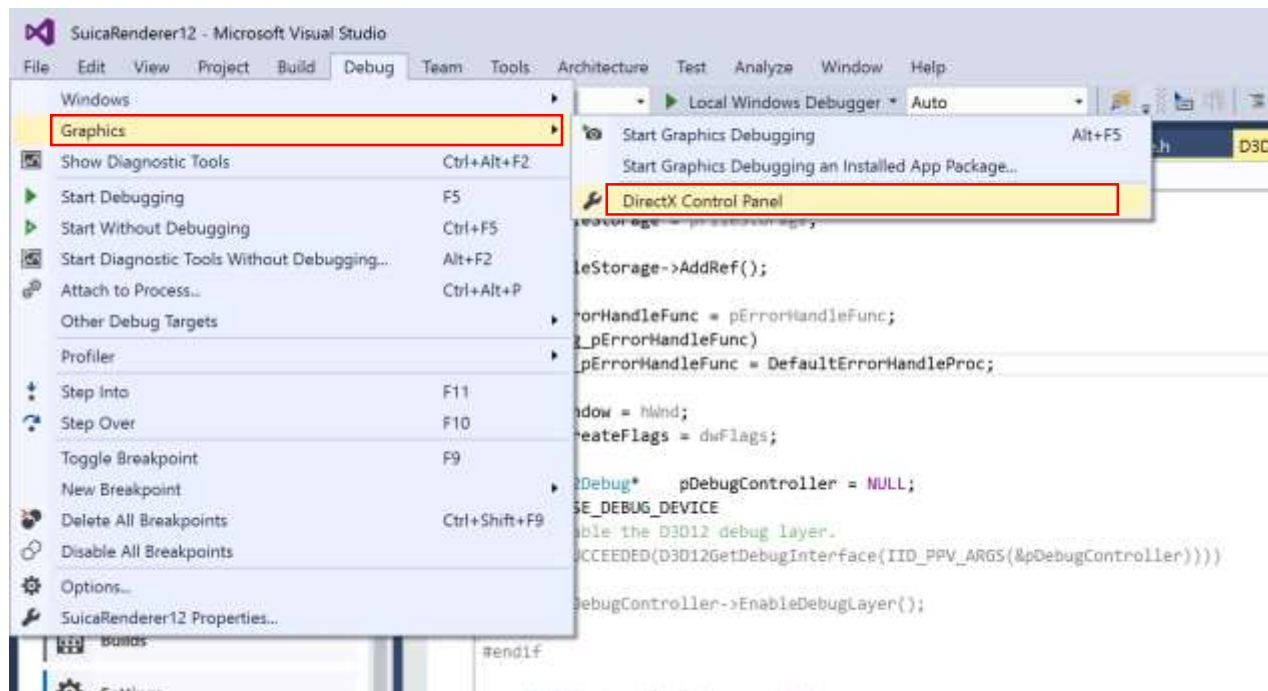 SuicaRenderer12 - Microsoft Visual Studio
File Edit View Project Build Debug Team Tools Architecture Test Analyze Window Help
Local Windows Debugger Auto
Windows
Graphics
Show Diagnostic Tools Ctrl+Alt+F2
Start Debugging F5
Start Without Debugging Ctrl+F5
Start Diagnostic Tools Without Debugging... Alt+F2
Attach to Process... Ctrl+Alt+P
Other Debug Targets
Profiler
Step Into F11
Step Over F10
Toggle Breakpoint F9
New Breakpoint
Delete All Breakpoints Ctrl+Shift+F9
Disable All Breakpoints
Options...
SuicaRenderer12 Properties...
Start Graphics Debugging Alt+F5
Start Graphics Debugging an Installed App Package...
DirectX Control Panel
.h D3D
leStorage->AddRef();
orHandleFunc = pErrorHandleFunc;
_pErrorHandleFunc)
_pErrorHandleFunc = DefaultErrorHandleProc;
ndow = hWnd;
reateFlags = dwFlags;
2Debug* pDebugController = NULL;
SE_DEBUG_DEVICE
ble the D3D12 debug layer.
UCCEEDED(D3D12GetDebugInterface(IID_PPV_ARGS(&pDebugController))))
DebugController->EnableDebugLayer();
#endif
Builds